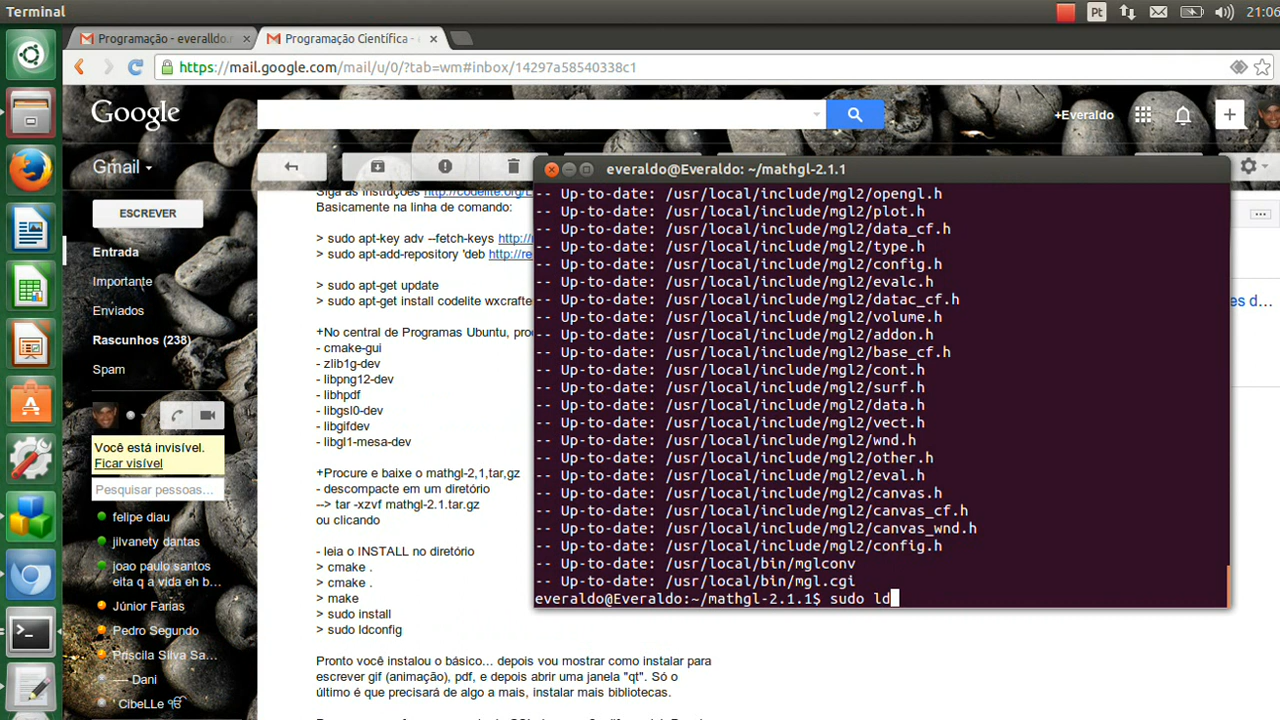 Terminal
Pt
21:06
Programação - everalldo.
Programação Científica -
https://mail.google.com/mail/u/0/?tab=wm#inbox/14297a58540338c1
Google
+Everaldo
Gmail
ESCREVER
Entrada
Importante
Enviados
Rascunhos (238)
Spam
Você está invisível.
Ficar visível
Pesquisar pessoas...
felipe diau
jilvanety dantas
joao paulo santos
eita q a vida eh b...
Júnior Farias
Pedro Segundo
Priscila Silva Sa...
---- Dani
' CibeLLe
Siga as instruções http://codelite.org/
Basicamente na linha de comando:
> sudo apt-key adv --fetch-keys http://
> sudo apt-add-repository 'deb http://re
> sudo apt-get update
> sudo apt-get install codelite wxcrafte
+No central de Programas Ubuntu, pro
- cmake-gui
- zlib1g-dev
- libpng12-dev
- libhpdf
- libgsl0-dev
- libgifdev
- libgl1-mesa-dev
+Procure e baixe o mathgl-2,1,tar,gz
- descompacte em um diretório
--> tar -xzvf mathgl-2.1.tar.gz
ou clicando
- leia o INSTALL no diretório
> cmake .
> cmake .
> make
> sudo install
> sudo ldconfig
Pronto você instalou o básico... depois vou mostrar como instalar para
escrever gif (animação), pdf, e depois abrir uma janela "qt". Só o
último é que precisará de algo a mais, instalar mais bibliotecas.
es d...
everaldo@Everaldo: ~/mathgl-2.1.1
-- Up-to-date: /usr/local/include/mgl2/opengl.h
-- Up-to-date: /usr/local/include/mgl2/plot.h
-- Up-to-date: /usr/local/include/mgl2/data_cf.h
-- Up-to-date: /usr/local/include/mgl2/type.h
-- Up-to-date: /usr/local/include/mgl2/config.h
-- Up-to-date: /usr/local/include/mgl2/evalc.h
-- Up-to-date: /usr/local/include/mgl2/datac_cf.h
-- Up-to-date: /usr/local/include/mgl2/volume.h
-- Up-to-date: /usr/local/include/mgl2/addon.h
-- Up-to-date: /usr/local/include/mgl2/base_cf.h
-- Up-to-date: /usr/local/include/mgl2/cont.h
-- Up-to-date: /usr/local/include/mgl2/surf.h
-- Up-to-date: /usr/local/include/mgl2/data.h
-- Up-to-date: /usr/local/include/mgl2/vect.h
-- Up-to-date: /usr/local/include/mgl2/wnd.h
-- Up-to-date: /usr/local/include/mgl2/other.h
-- Up-to-date: /usr/local/include/mgl2/eval.h
-- Up-to-date: /usr/local/include/mgl2/canvas.h
-- Up-to-date: /usr/local/include/mgl2/canvas_cf.h
-- Up-to-date: /usr/local/include/mgl2/canvas_wnd.h
-- Up-to-date: /usr/local/include/mgl2/config.h
-- Up-to-date: /usr/local/bin/mglconv
-- Up-to-date: /usr/local/bin/mgl.cgi
everaldo@Everaldo:~/mathgl-2.1.1$ sudo ld